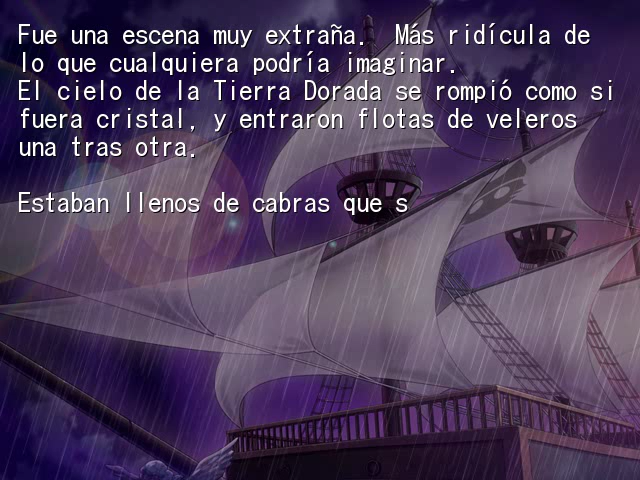 Fue una escena muy extraña.  Más ridícula de
lo que cualquiera podría imaginar.
El cielo de la Tierra Dorada se rompió como si
fuera cristal, y entraron flotas de veleros
una tras otra.
Estaban llenos de cabras que s